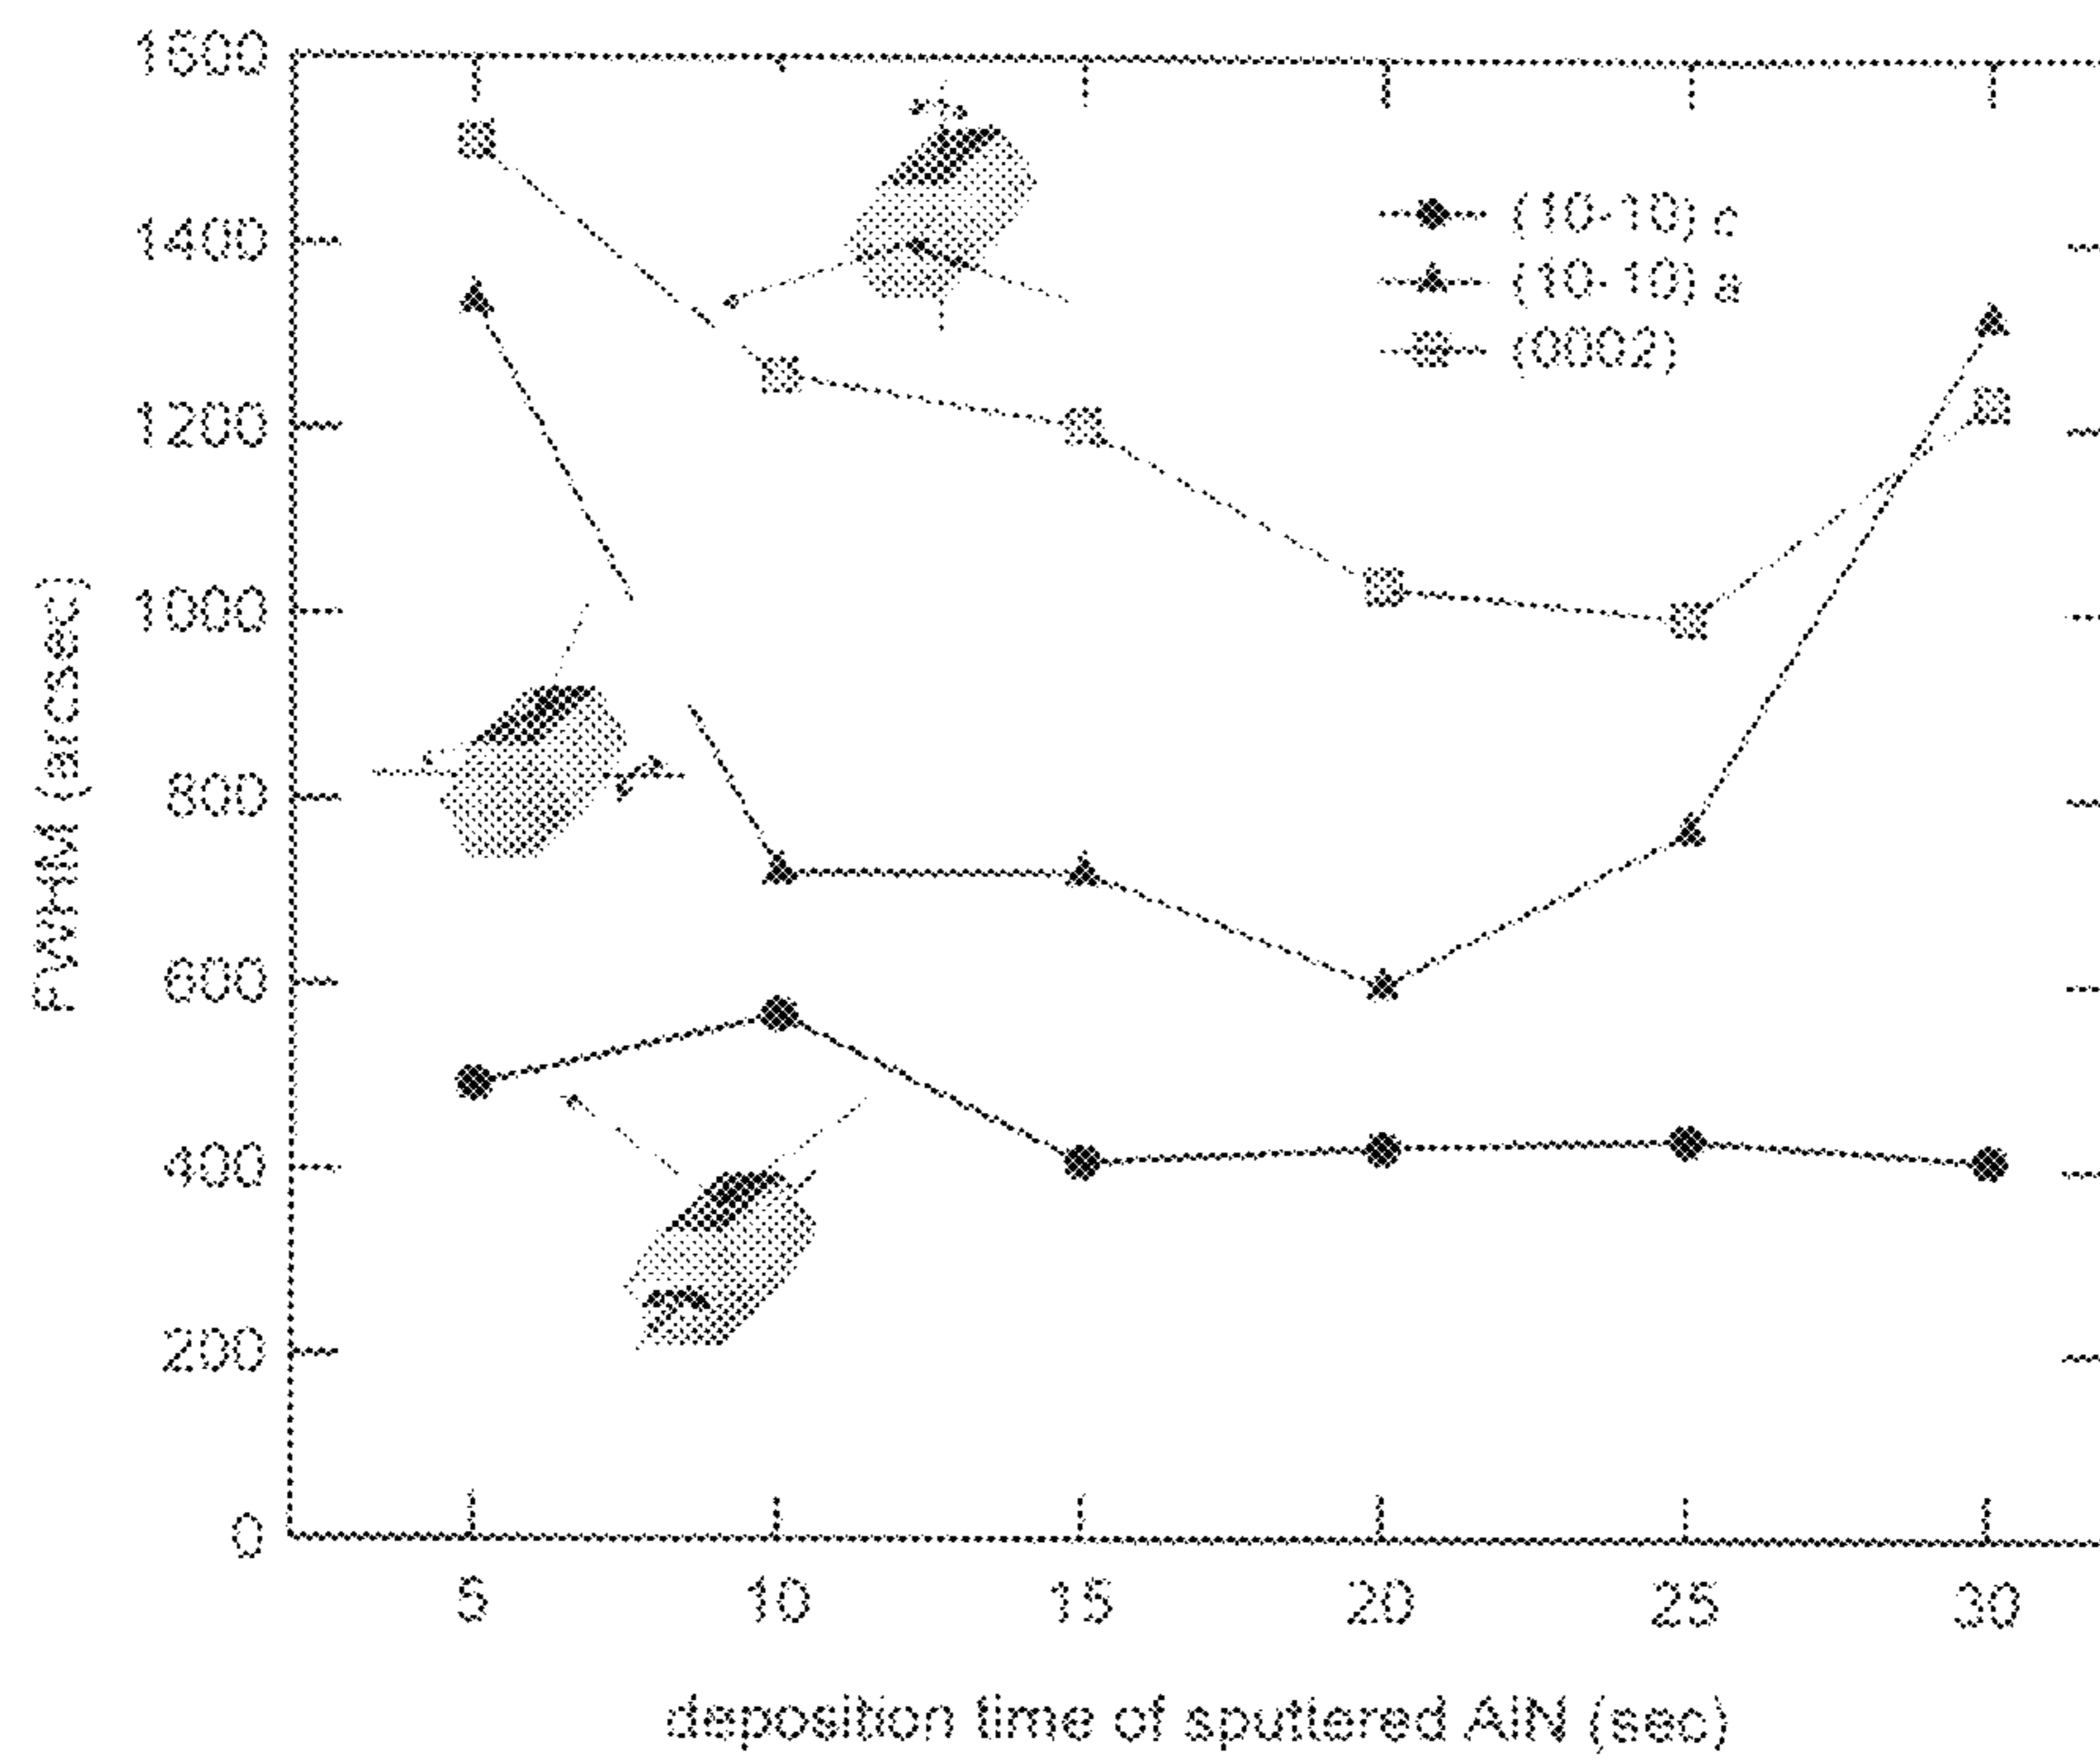 1600
1400
1200
1000
800
600
400
200
0
FWHM (arcsec)
(10-10) c
(10-10) a
(0002)
5 10 15 20 25 30
deposition time of sputtered AlN (sec)